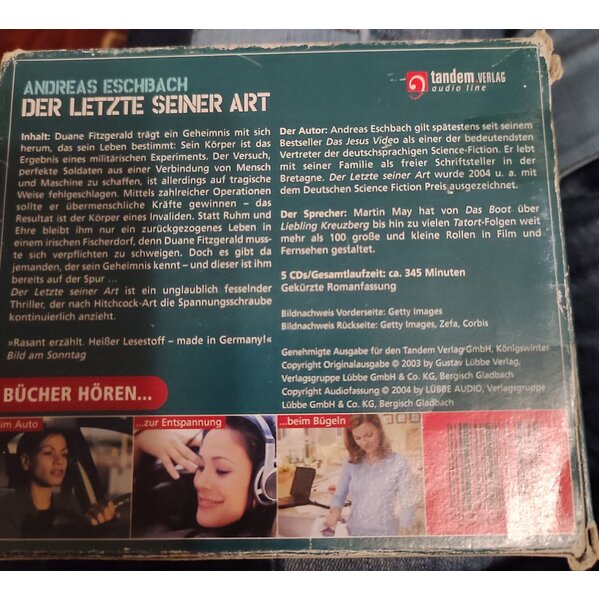 ANDREAS ESCHBACH
DER LETZTE SEINER ART
tandem.VERLAG
audio line
Inhalt: Duane Fitzgerald trägt ein Geheimnis mit sich
herum, das sein Leben bestimmt: Sein Körper ist das
Ergebnis eines militärischen Experiments. Der Versuch,
perfekte Soldaten aus einer Verbindung von Mensch
und Maschine zu schaffen, ist allerdings auf tragische
Weise fehlgeschlagen. Mittels zahlreicher Operationen
sollte er übermenschliche Kräfte gewinnen – das
Resultat ist der Körper eines Invaliden. Statt Ruhm und
Ehre bleibt ihm nur ein zurückgezogenes Leben in
einem irischen Fischerdorf, denn Duane Fitzgerald muss-
te sich verpflichten zu schweigen. Doch es gibt da
jemanden, der sein Geheimnis kennt – und dieser ist ihm
bereits auf der Spur ...
Der Letzte seiner Art ist ein unglaublich fesselnder
Thriller, der nach Hitchcock-Art die Spannungsschraube
kontinuierlich anzieht.
»Rasant erzählt. Heißer Lesestoff – made in Germany!«
Bild am Sonntag
Der Autor: Andreas Eschbach gilt spätestens seit seinem
Bestseller Das Jesus Video als einer der bedeutendsten
Vertreter der deutschsprachigen Science-Fiction. Er lebt
mit seiner Familie als freier Schriftsteller in der
Bretagne. Der Letzte seiner Art wurde 2004 u. a. mit
dem Deutschen Science Fiction Preis ausgezeichnet.
Der Sprecher: Martin May hat von Das Boot über
Liebling Kreuzberg bis hin zu vielen Tatort-Folgen weit
mehr als 100 große und kleine Rollen in Film und
Fernsehen gestaltet.
5 CDs/Gesamtlaufzeit: ca. 345 Minuten
Gekürzte Romanfassung
Bildnachweis Vorderseite: Getty Images
Bildnachweis Rückseite: Getty Images, Zefa, Corbis
Genehmigte Ausgabe für den Tandem Verlag GmbH, Königswinter
Copyright Originalausgabe © 2003 by Gustav Lübbe Verlag,
Verlagsgruppe Lübbe GmbH & Co. KG, Bergisch Gladbach
Copyright Audiofassung © 2004 by LÜBBE AUDIO, Verlagsgruppe
Lübbe GmbH & Co. KG, Bergisch Gladbach
BÜCHER HÖREN...
im Auto
...zur Entspannung
...beim Bügeln